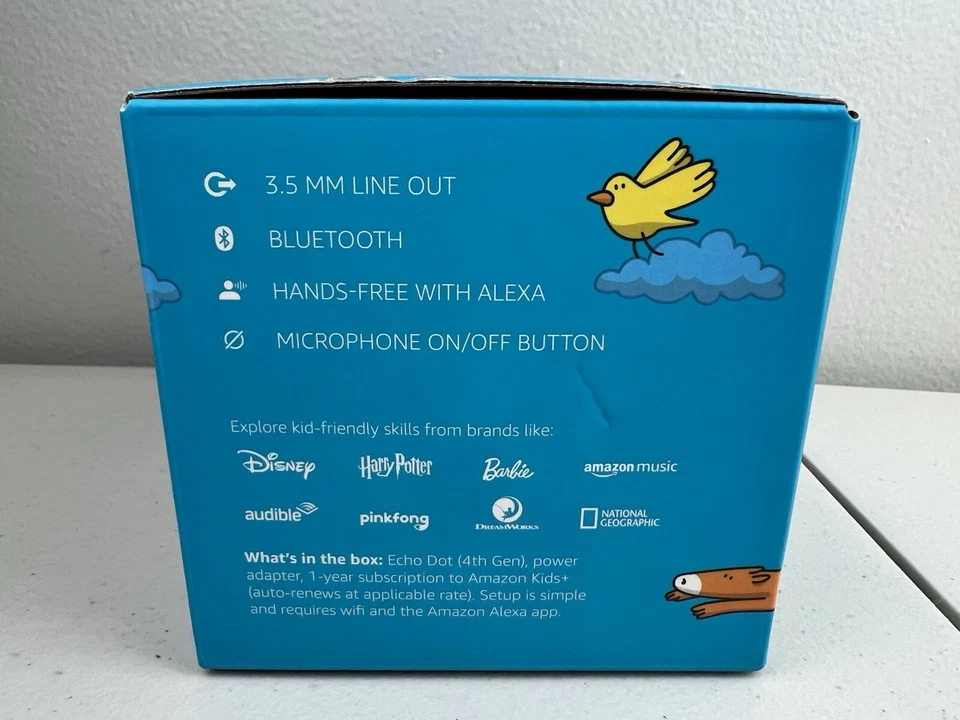 3.5 MM LINE OUT
BLUETOOTH
HANDS-FREE WITH ALEXA
MICROPHONE ON/OFF BUTTON
Explore kid-friendly skills from brands like:
Disney Harry Potter Barbie amazon music
audible pinkfong DREAMWORKS NATIONAL GEOGRAPHIC
What's in the box: Echo Dot (4th Gen), power
adapter, 1-year subscription to Amazon Kids+
(auto-renews at applicable rate). Setup is simple
and requires wifi and the Amazon Alexa app.